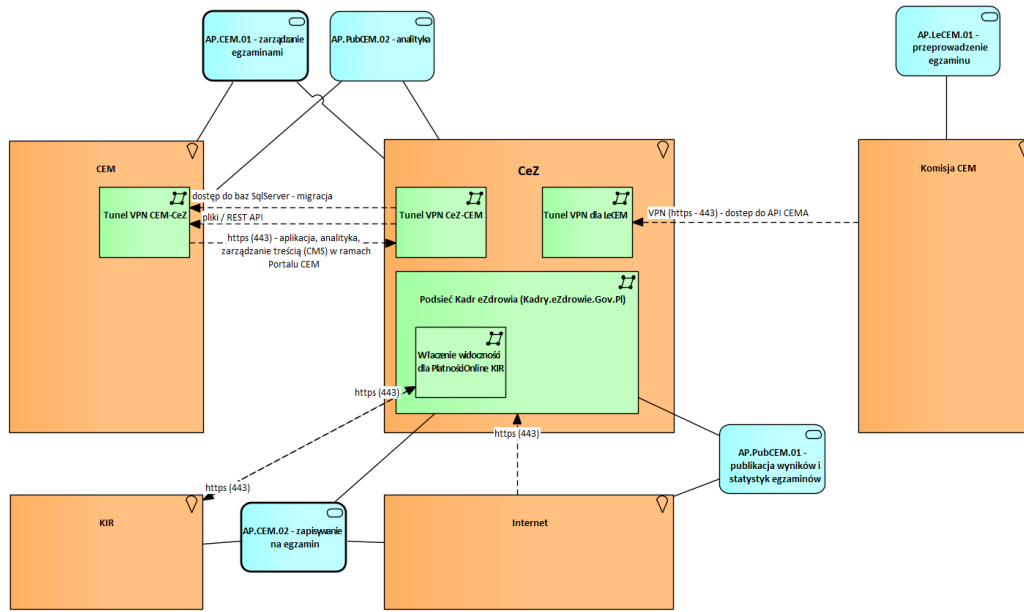 AP.CEM.01 - zarządzanie
egzaminami
AP.PubCEM.02 - analityka
AP.LeCEM.01 -
przeprowadzenie
egzaminu
CEM
CeZ
Komisja CEM
Tunel VPN CEM-CeZ
dostęp do baz SqlServer - migracja
pliki / REST API
https (443) - aplikacja, analityka,
zarządzanie treścią (CMS) w ramach
Portalu CEM
Tunel VPN CeZ-CEM
Tunel VPN dla LeCEM
VPN (https - 443) - dostep do API CEMA
Podsieć Kadr eZdrowia (Kadry.eZdrowie.Gov.Pl)
Wlaczenie widoczności
dla PłatnościOnline KIR
https (443)
https (443)
https (443)
AP.PubCEM.01 -
publikacja wyników i
statystyk egzaminów
KIR
AP.CEM.02 - zapisywanie
na egzamin
Internet